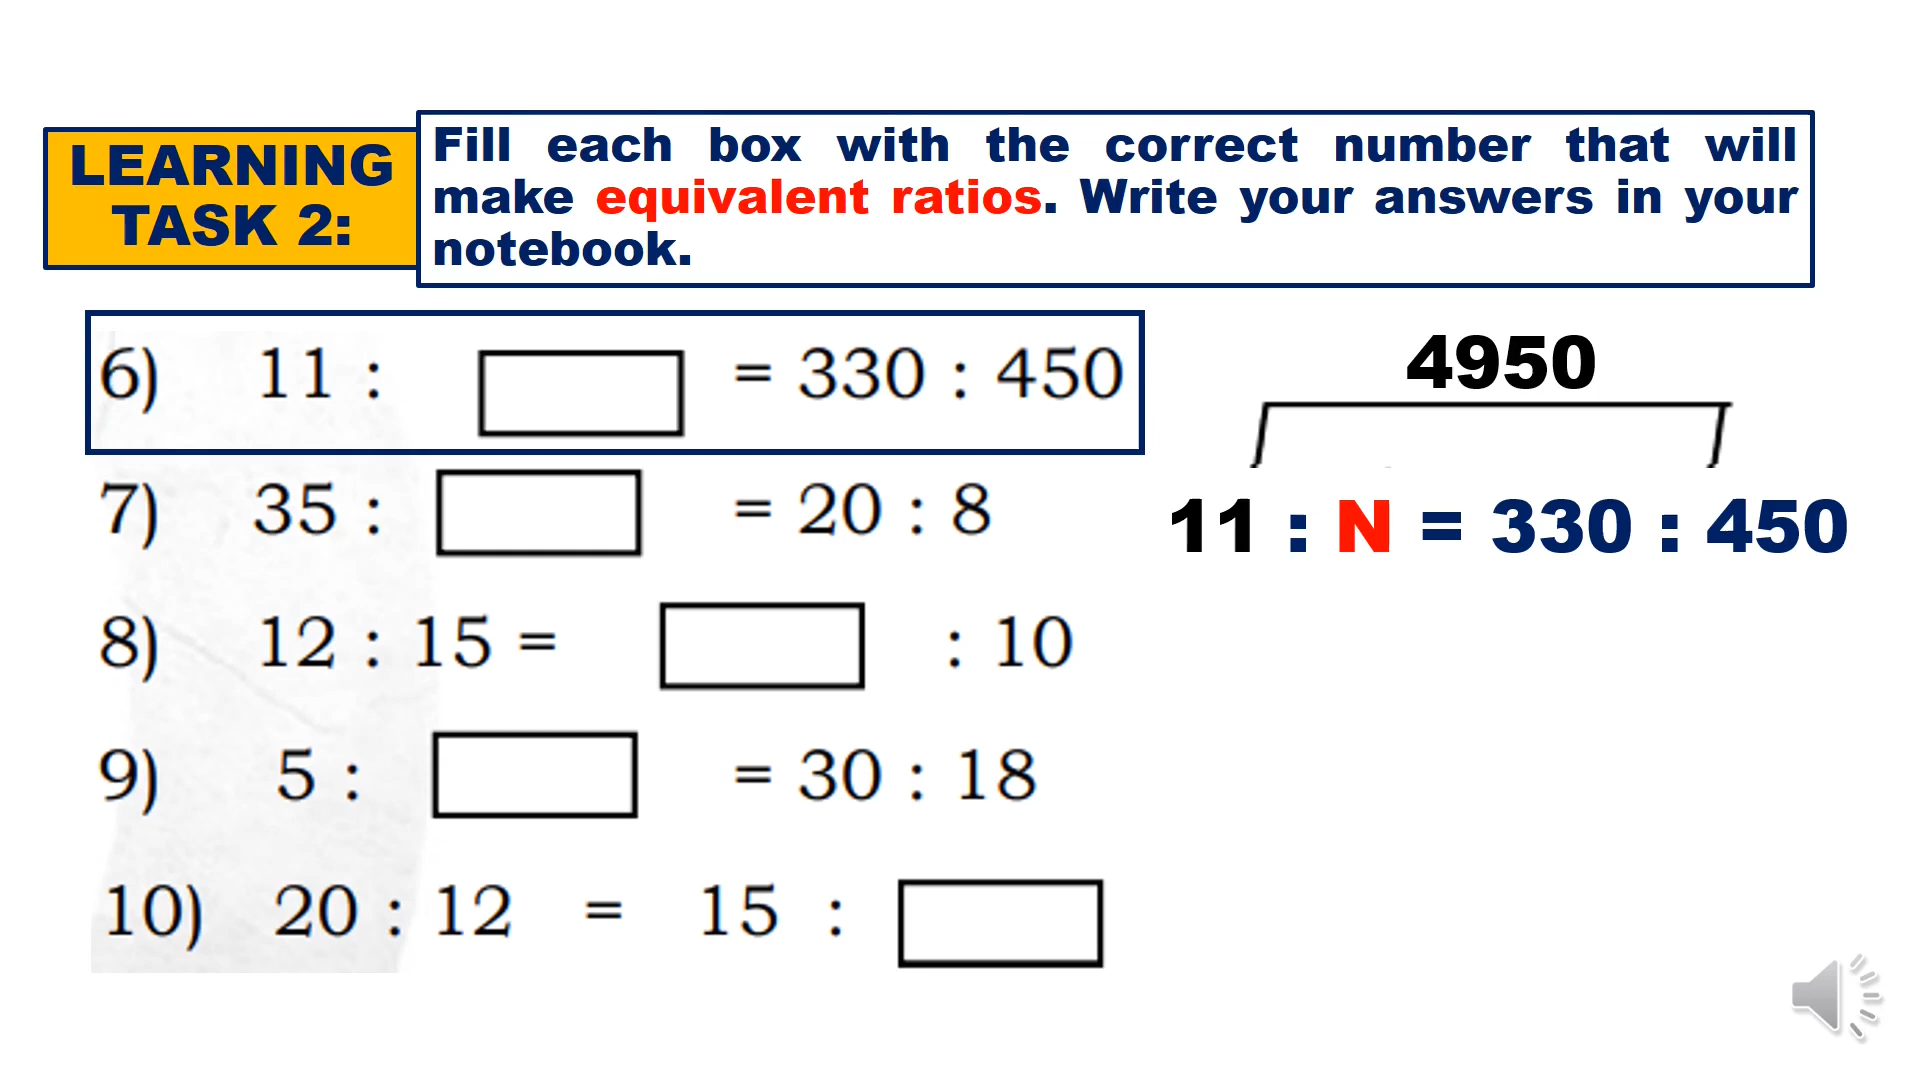 LEARNING
TASK 2:
Fill each box with the correct number that will
make equivalent ratios. Write your answers in your
notebook.
6) 11 : = 330 : 450
7) 35 : = 20 : 8
8) 12 : 15 = : 10
9) 5 : = 30 : 18
10) 20 : 12 = 15 :
4950
11 : N = 330 : 450